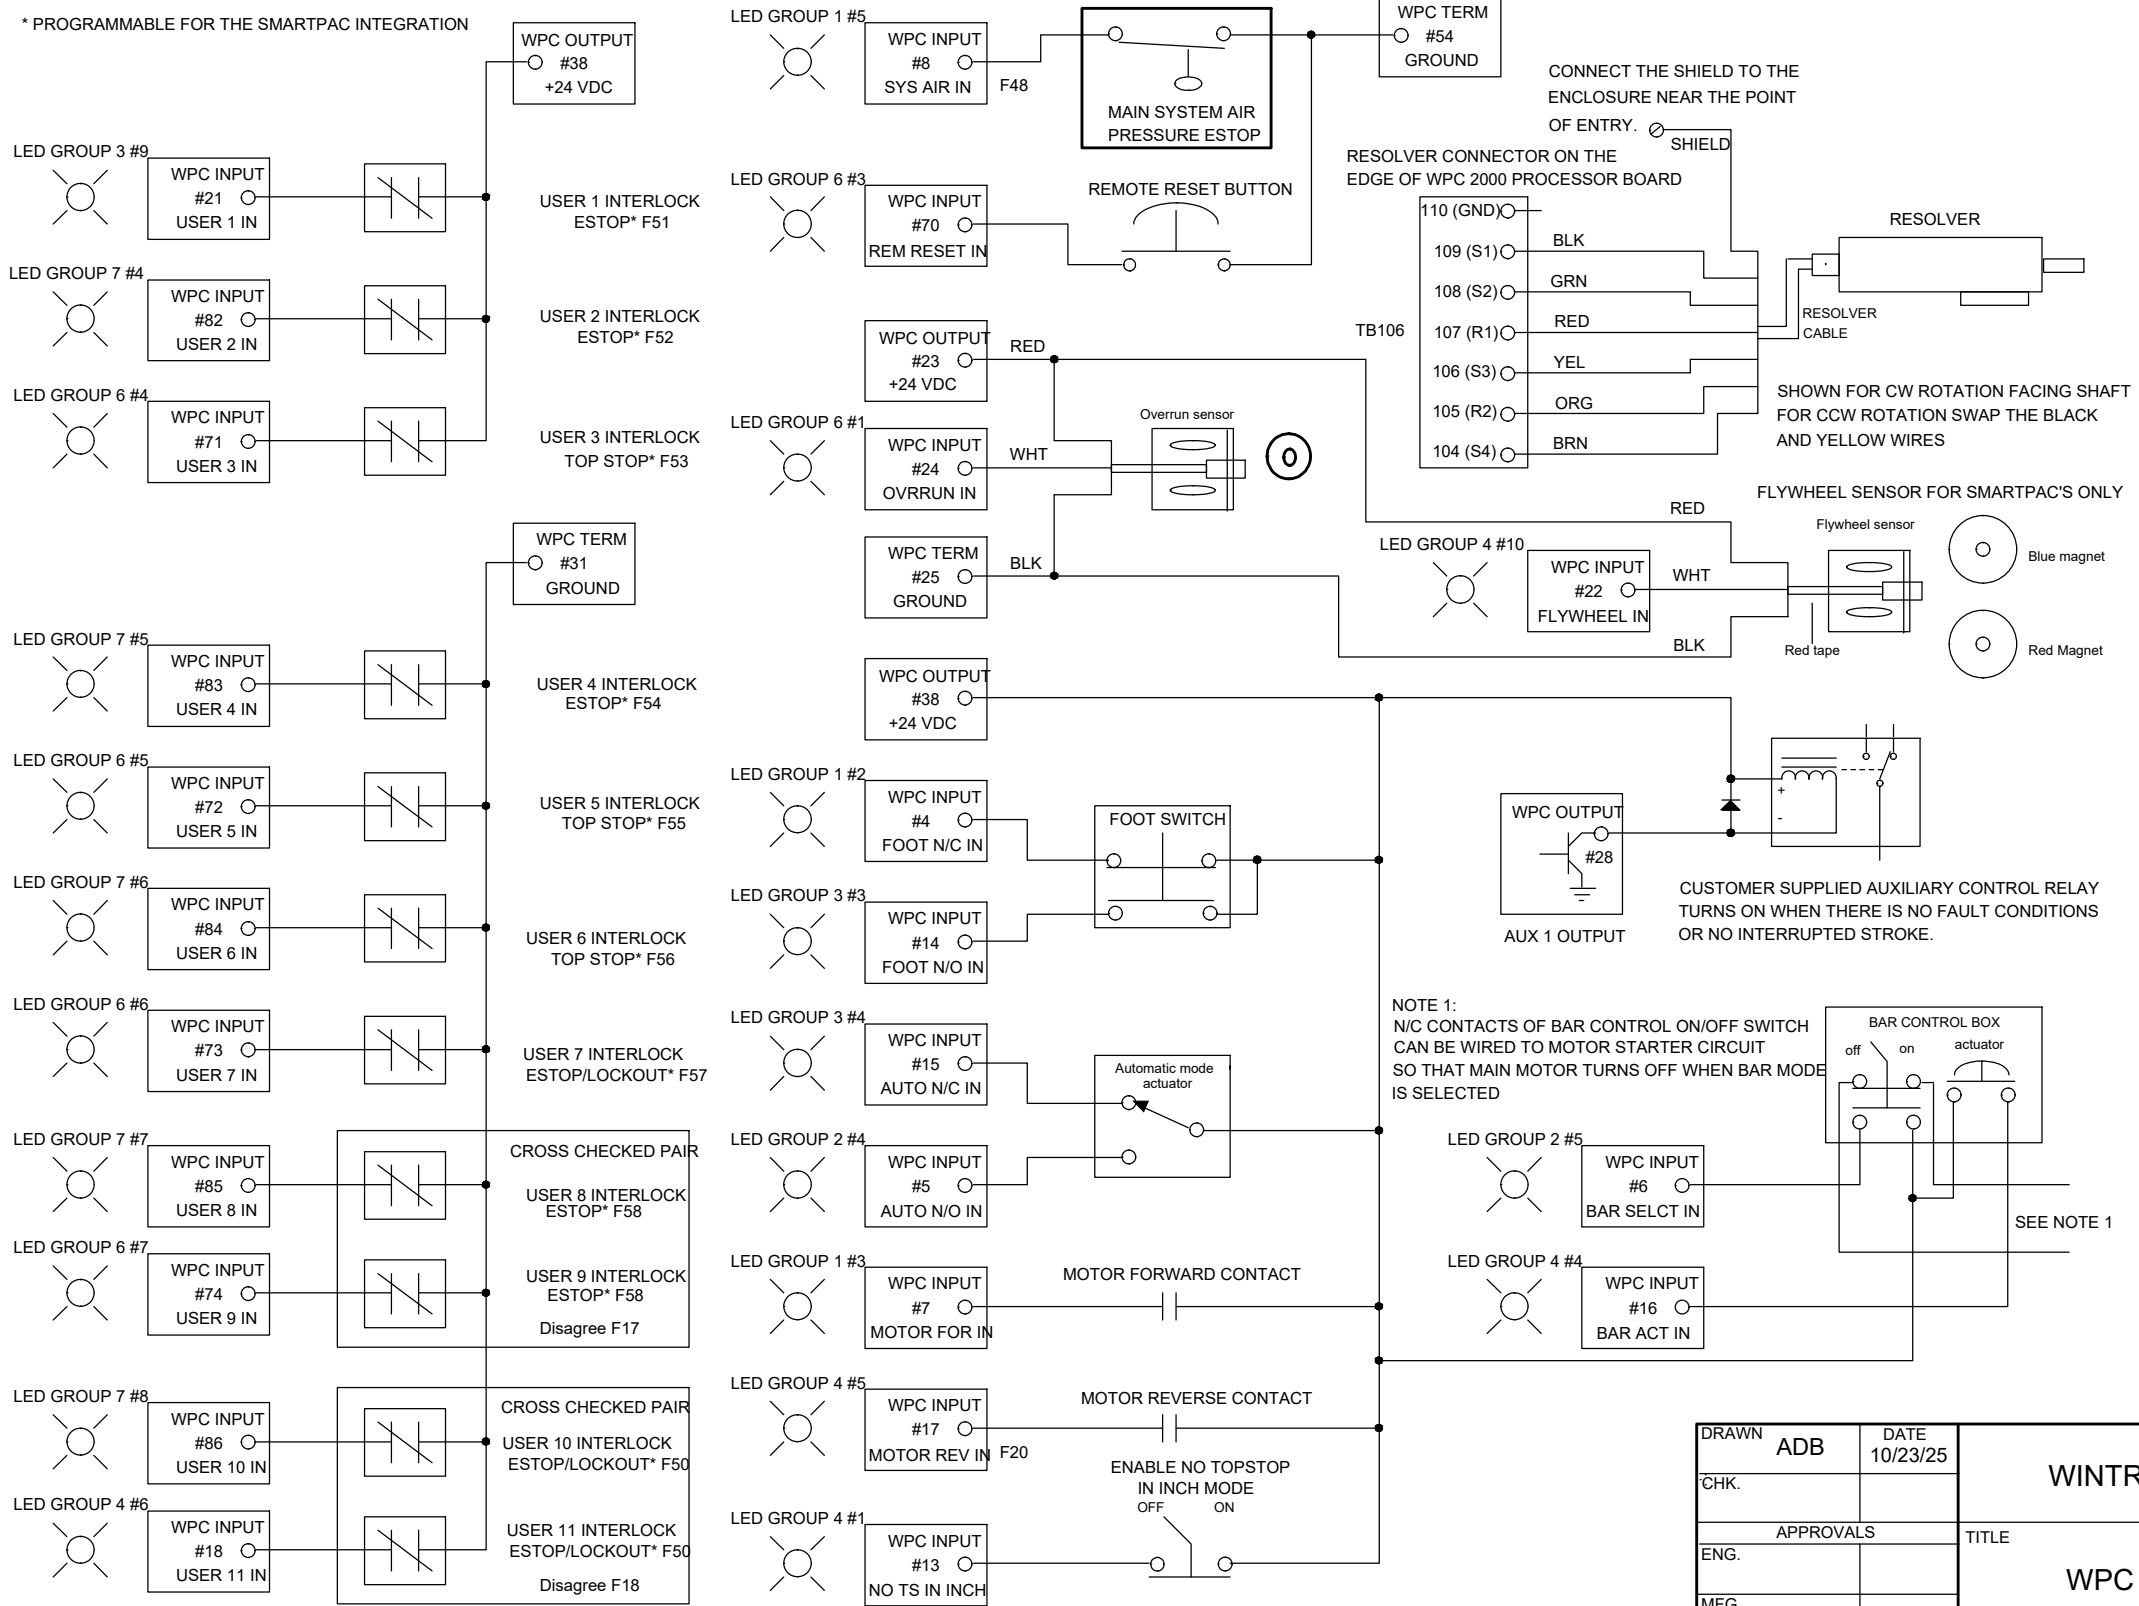 * PROGRAMMABLE FOR THE SMARTPAC INTEGRATION
WPC OUTPUT
#38
+24 VDC
LED GROUP 3 #9
WPC INPUT
#21
USER 1 IN
USER 1 INTERLOCK
ESTOP* F51
LED GROUP 7 #4
WPC INPUT
#82
USER 2 IN
USER 2 INTERLOCK
ESTOP* F52
LED GROUP 6 #4
WPC INPUT
#71
USER 3 IN
USER 3 INTERLOCK
TOP STOP* F53
WPC TERM
#31
GROUND
LED GROUP 7 #5
WPC INPUT
#83
USER 4 IN
USER 4 INTERLOCK
ESTOP* F54
LED GROUP 6 #5
WPC INPUT
#72
USER 5 IN
USER 5 INTERLOCK
TOP STOP* F55
LED GROUP 7 #6
WPC INPUT
#84
USER 6 IN
USER 6 INTERLOCK
TOP STOP* F56
LED GROUP 6 #6
WPC INPUT
#73
USER 7 IN
USER 7 INTERLOCK
ESTOP/LOCKOUT* F57
LED GROUP 7 #7
WPC INPUT
#85
USER 8 IN
CROSS CHECKED PAIR
USER 8 INTERLOCK
ESTOP* F58
LED GROUP 6 #7
WPC INPUT
#74
USER 9 IN
USER 9 INTERLOCK
ESTOP* F58
Disagree F17
LED GROUP 7 #8
WPC INPUT
#86
USER 10 IN
CROSS CHECKED PAIR
USER 10 INTERLOCK
ESTOP/LOCKOUT* F50
LED GROUP 4 #6
WPC INPUT
#18
USER 11 IN
USER 11 INTERLOCK
ESTOP/LOCKOUT* F50
Disagree F18
LED GROUP 1 #5
WPC INPUT
#8
SYS AIR IN
F48
MAIN SYSTEM AIR
PRESSURE ESTOP
WPC TERM
#54
GROUND
LED GROUP 6 #3
WPC INPUT
#70
REM RESET IN
REMOTE RESET BUTTON
WPC OUTPUT
#23
+24 VDC
RED
LED GROUP 6 #1
WPC INPUT
#24
OVRRUN IN
WHT
Overrun sensor
WPC TERM
#25
GROUND
BLK
WPC OUTPUT
#38
+24 VDC
LED GROUP 1 #2
WPC INPUT
#4
FOOT N/C IN
FOOT SWITCH
LED GROUP 3 #3
WPC INPUT
#14
FOOT N/O IN
LED GROUP 3 #4
WPC INPUT
#15
AUTO N/C IN
Automatic mode
actuator
LED GROUP 2 #4
WPC INPUT
#5
AUTO N/O IN
LED GROUP 1 #3
WPC INPUT
#7
MOTOR FOR IN
MOTOR FORWARD CONTACT
LED GROUP 4 #5
WPC INPUT
#17
MOTOR REV IN
F20
MOTOR REVERSE CONTACT
ENABLE NO TOPSTOP
IN INCH MODE
OFF ON
LED GROUP 4 #1
WPC INPUT
#13
NO TS IN INCH
CONNECT THE SHIELD TO THE
ENCLOSURE NEAR THE POINT
OF ENTRY.
SHIELD
RESOLVER CONNECTOR ON THE
EDGE OF WPC 2000 PROCESSOR BOARD
TB106
110 (GND)
109 (S1)
BLK
108 (S2)
GRN
107 (R1)
RED
106 (S3)
YEL
105 (R2)
ORG
104 (S4)
BRN
RESOLVER
RESOLVER
CABLE
SHOWN FOR CW ROTATION FACING SHAFT
FOR CCW ROTATION SWAP THE BLACK
AND YELLOW WIRES
FLYWHEEL SENSOR FOR SMARTPAC'S ONLY
RED
LED GROUP 4 #10
WPC INPUT
#22
FLYWHEEL IN
WHT
BLK
Flywheel sensor
Red tape
Blue magnet
Red Magnet
WPC OUTPUT
#28
AUX 1 OUTPUT
+
-
CUSTOMER SUPPLIED AUXILIARY CONTROL RELAY
TURNS ON WHEN THERE IS NO FAULT CONDITIONS
OR NO INTERRUPTED STROKE.
NOTE 1:
N/C CONTACTS OF BAR CONTROL ON/OFF SWITCH
CAN BE WIRED TO MOTOR STARTER CIRCUIT
SO THAT MAIN MOTOR TURNS OFF WHEN BAR MODE
IS SELECTED
BAR CONTROL BOX
off on actuator
LED GROUP 2 #5
WPC INPUT
#6
BAR SELCT IN
SEE NOTE 1
LED GROUP 4 #4
WPC INPUT
#16
BAR ACT IN
DRAWN
ADB
DATE
10/23/25
CHK.
APPROVALS
ENG.
MFG
WINTR
TITLE
WPC